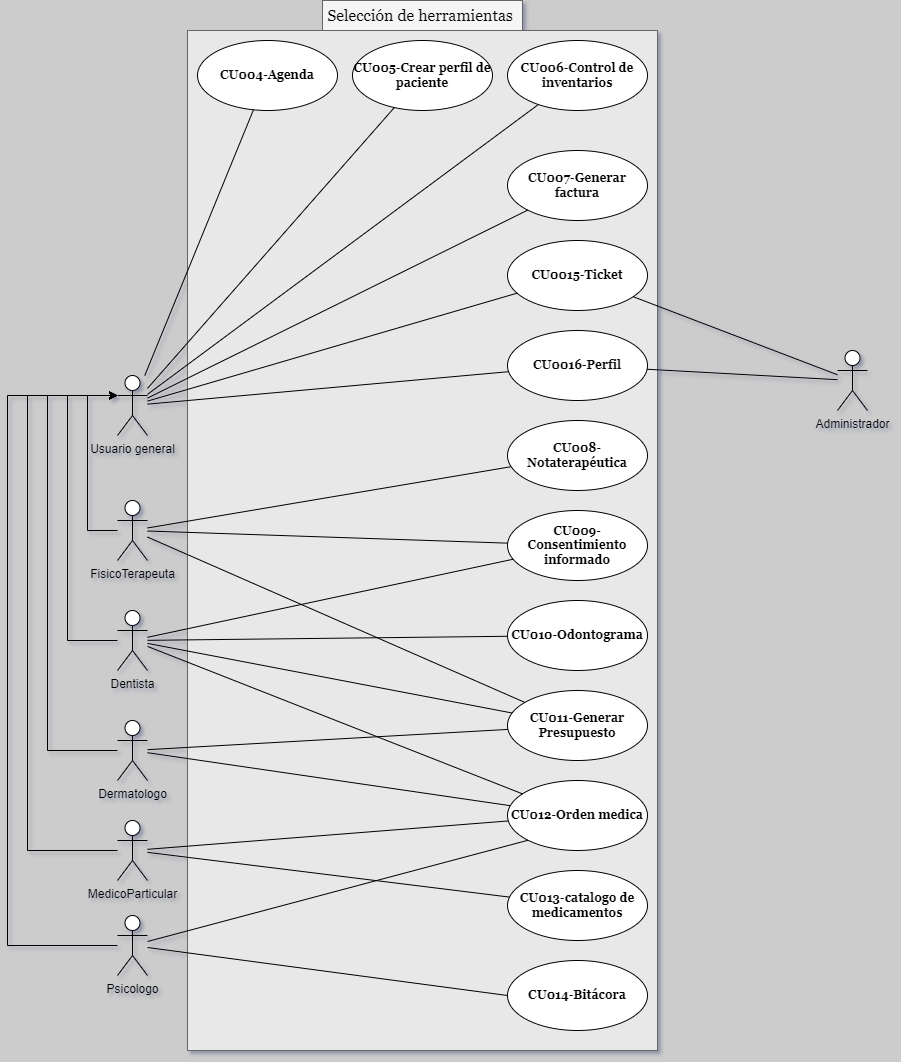 Selección de herramientas
CU004-Agenda
CU005-Crear perfil de
paciente
CU006-Control de
inventarios
CU007-Generar
factura
CU0015-Ticket
CU0016-Perfil
Administrador
Usuario general
CU008-
Notaterapéutica
CU009-
Consentimiento
informado
FisicoTerapeuta
CU010-Odontograma
Dentista
CU011-Generar
Presupuesto
Dermatologo
CU012-Orden medica
MedicoParticular
CU013-catalogo de
medicamentos
Psicologo
CU014-Bitácora